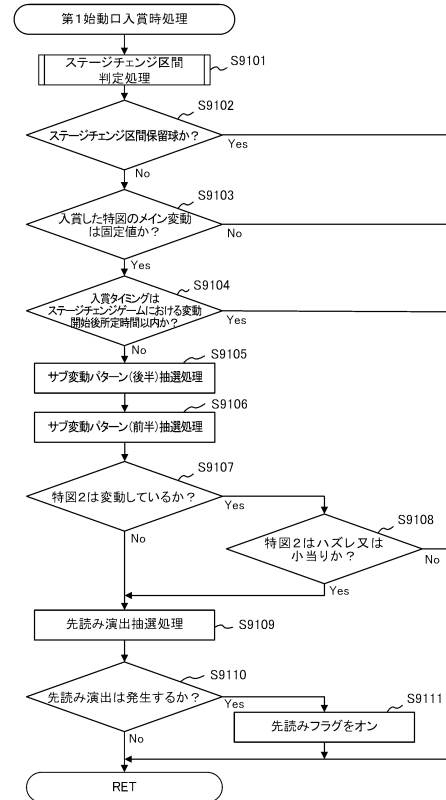 第1始動口入賞時処理
ステージチェンジ区間
判定処理
S9101
S9102
ステージチェンジ区間保留球か?
Yes
No
S9103
入賞した特図のメイン変動
は固定値か?
No
Yes
S9104
入賞タイミングは
ステージチェンジゲームにおける変動
開始後所定時間以内か?
Yes
No
S9105
サブ変動パターン(後半)抽選処理
S9106
サブ変動パターン(前半)抽選処理
S9107
特図2は変動しているか?
Yes
No
S9108
特図2はハズレ又は
小当りか?
No
Yes
先読み演出抽選処理
S9109
S9110
先読み演出は発生するか?
Yes
No
S9111
先読みフラグをオン
RET